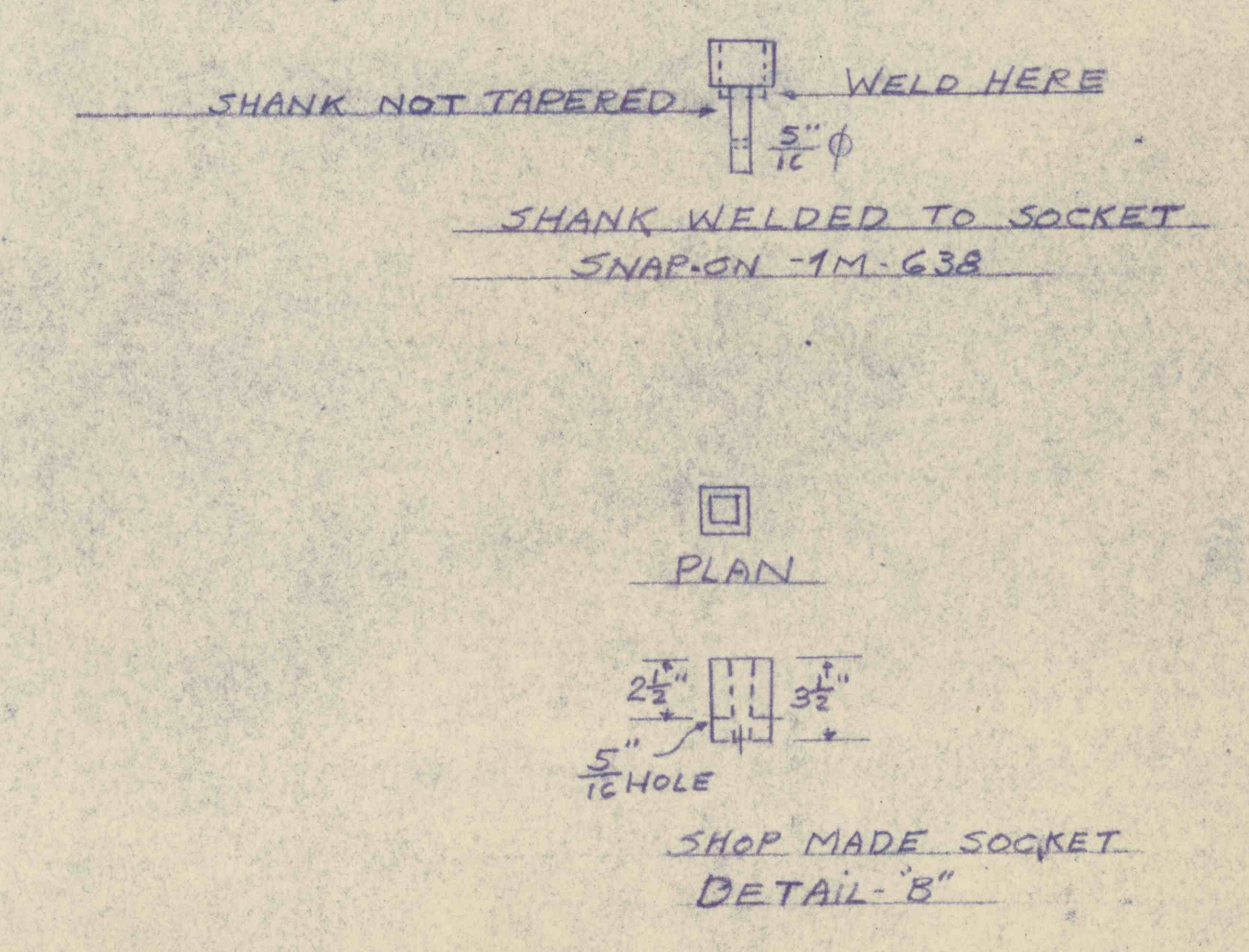 SHANK NOT TAPERED
WELD HERE
5/16" ϕ
SHANK WELDED TO SOCKET
SNAP-ON -1M-638
PLAN
2 1/2"
3 1/2"
5/16" HOLE
SHOP MADE SOCKET
DETAIL-"B"